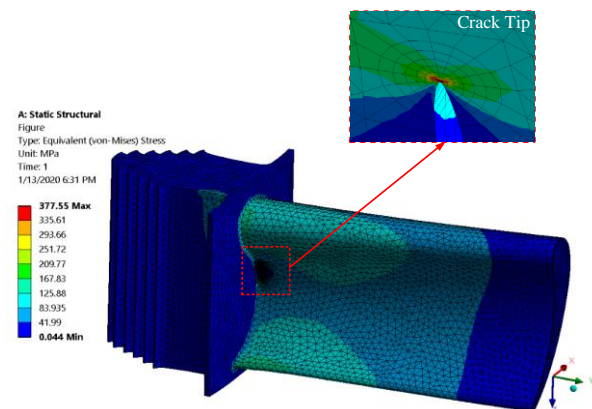 Crack Tip
A: Static Structural
Figure
Type: Equivalent (von-Mises) Stress
Unit: MPa
Time: 1
1/13/2020 6:31 PM
377.55 Max
335.61
293.66
251.72
209.77
167.83
125.88
83.935
41.99
0.044 Min
X
Y